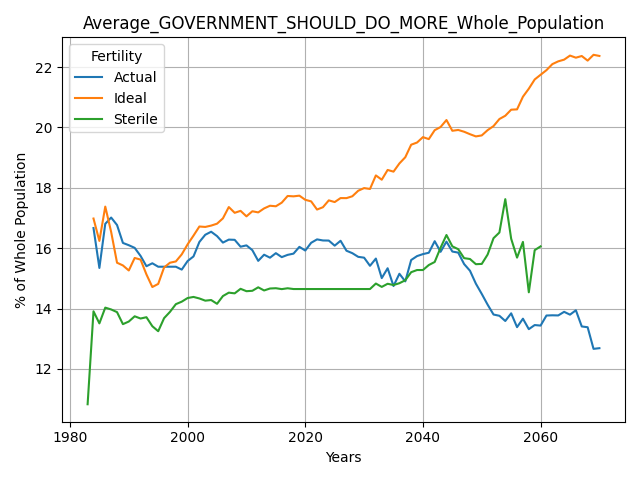 Average_GOVERNMENT_SHOULD_DO_MORE_Whole_Population
Fertility
Actual
Ideal
Sterile
% of Whole Population
22
20
18
16
14
12
1980
2000
2020
2040
2060
Years